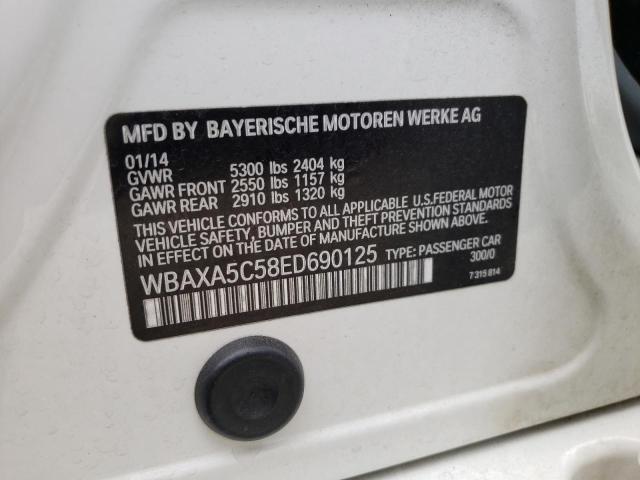 MFD BY BAYERISCHE MOTOREN WERKE AG
01/14
GVWR 5300 lbs 2404 kg
GAWR FRONT 2550 lbs 1157 kg
GAWR REAR 2910 lbs 1320 kg
THIS VEHICLE CONFORMS TO ALL APPLICABLE U.S.FEDERAL MOTOR
VEHICLE SAFETY, BUMPER AND THEFT PREVENTION STANDARDS
IN EFFECT ON THE DATE OF MANUFACTURE SHOWN ABOVE.
WBAXA5C58ED690125 TYPE: PASSENGER CAR
300/0
7 315 814